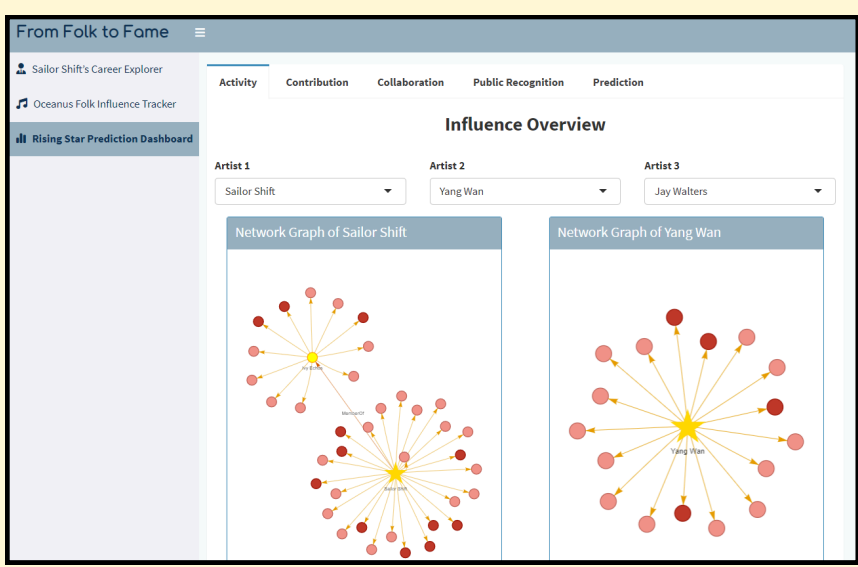 From Folk to Fame
Sailor Shift's Career Explorer
Oceanus Folk Influence Tracker
Rising Star Prediction Dashboard
Activity Contribution Collaboration Public Recognition Prediction
Influence Overview
Artist 1 Artist 2 Artist 3
Sailor Shift Yang Wan Jay Walters
Network Graph of Sailor Shift
MemberOf
Sailor Shift
Network Graph of Yang Wan
Yang Wan